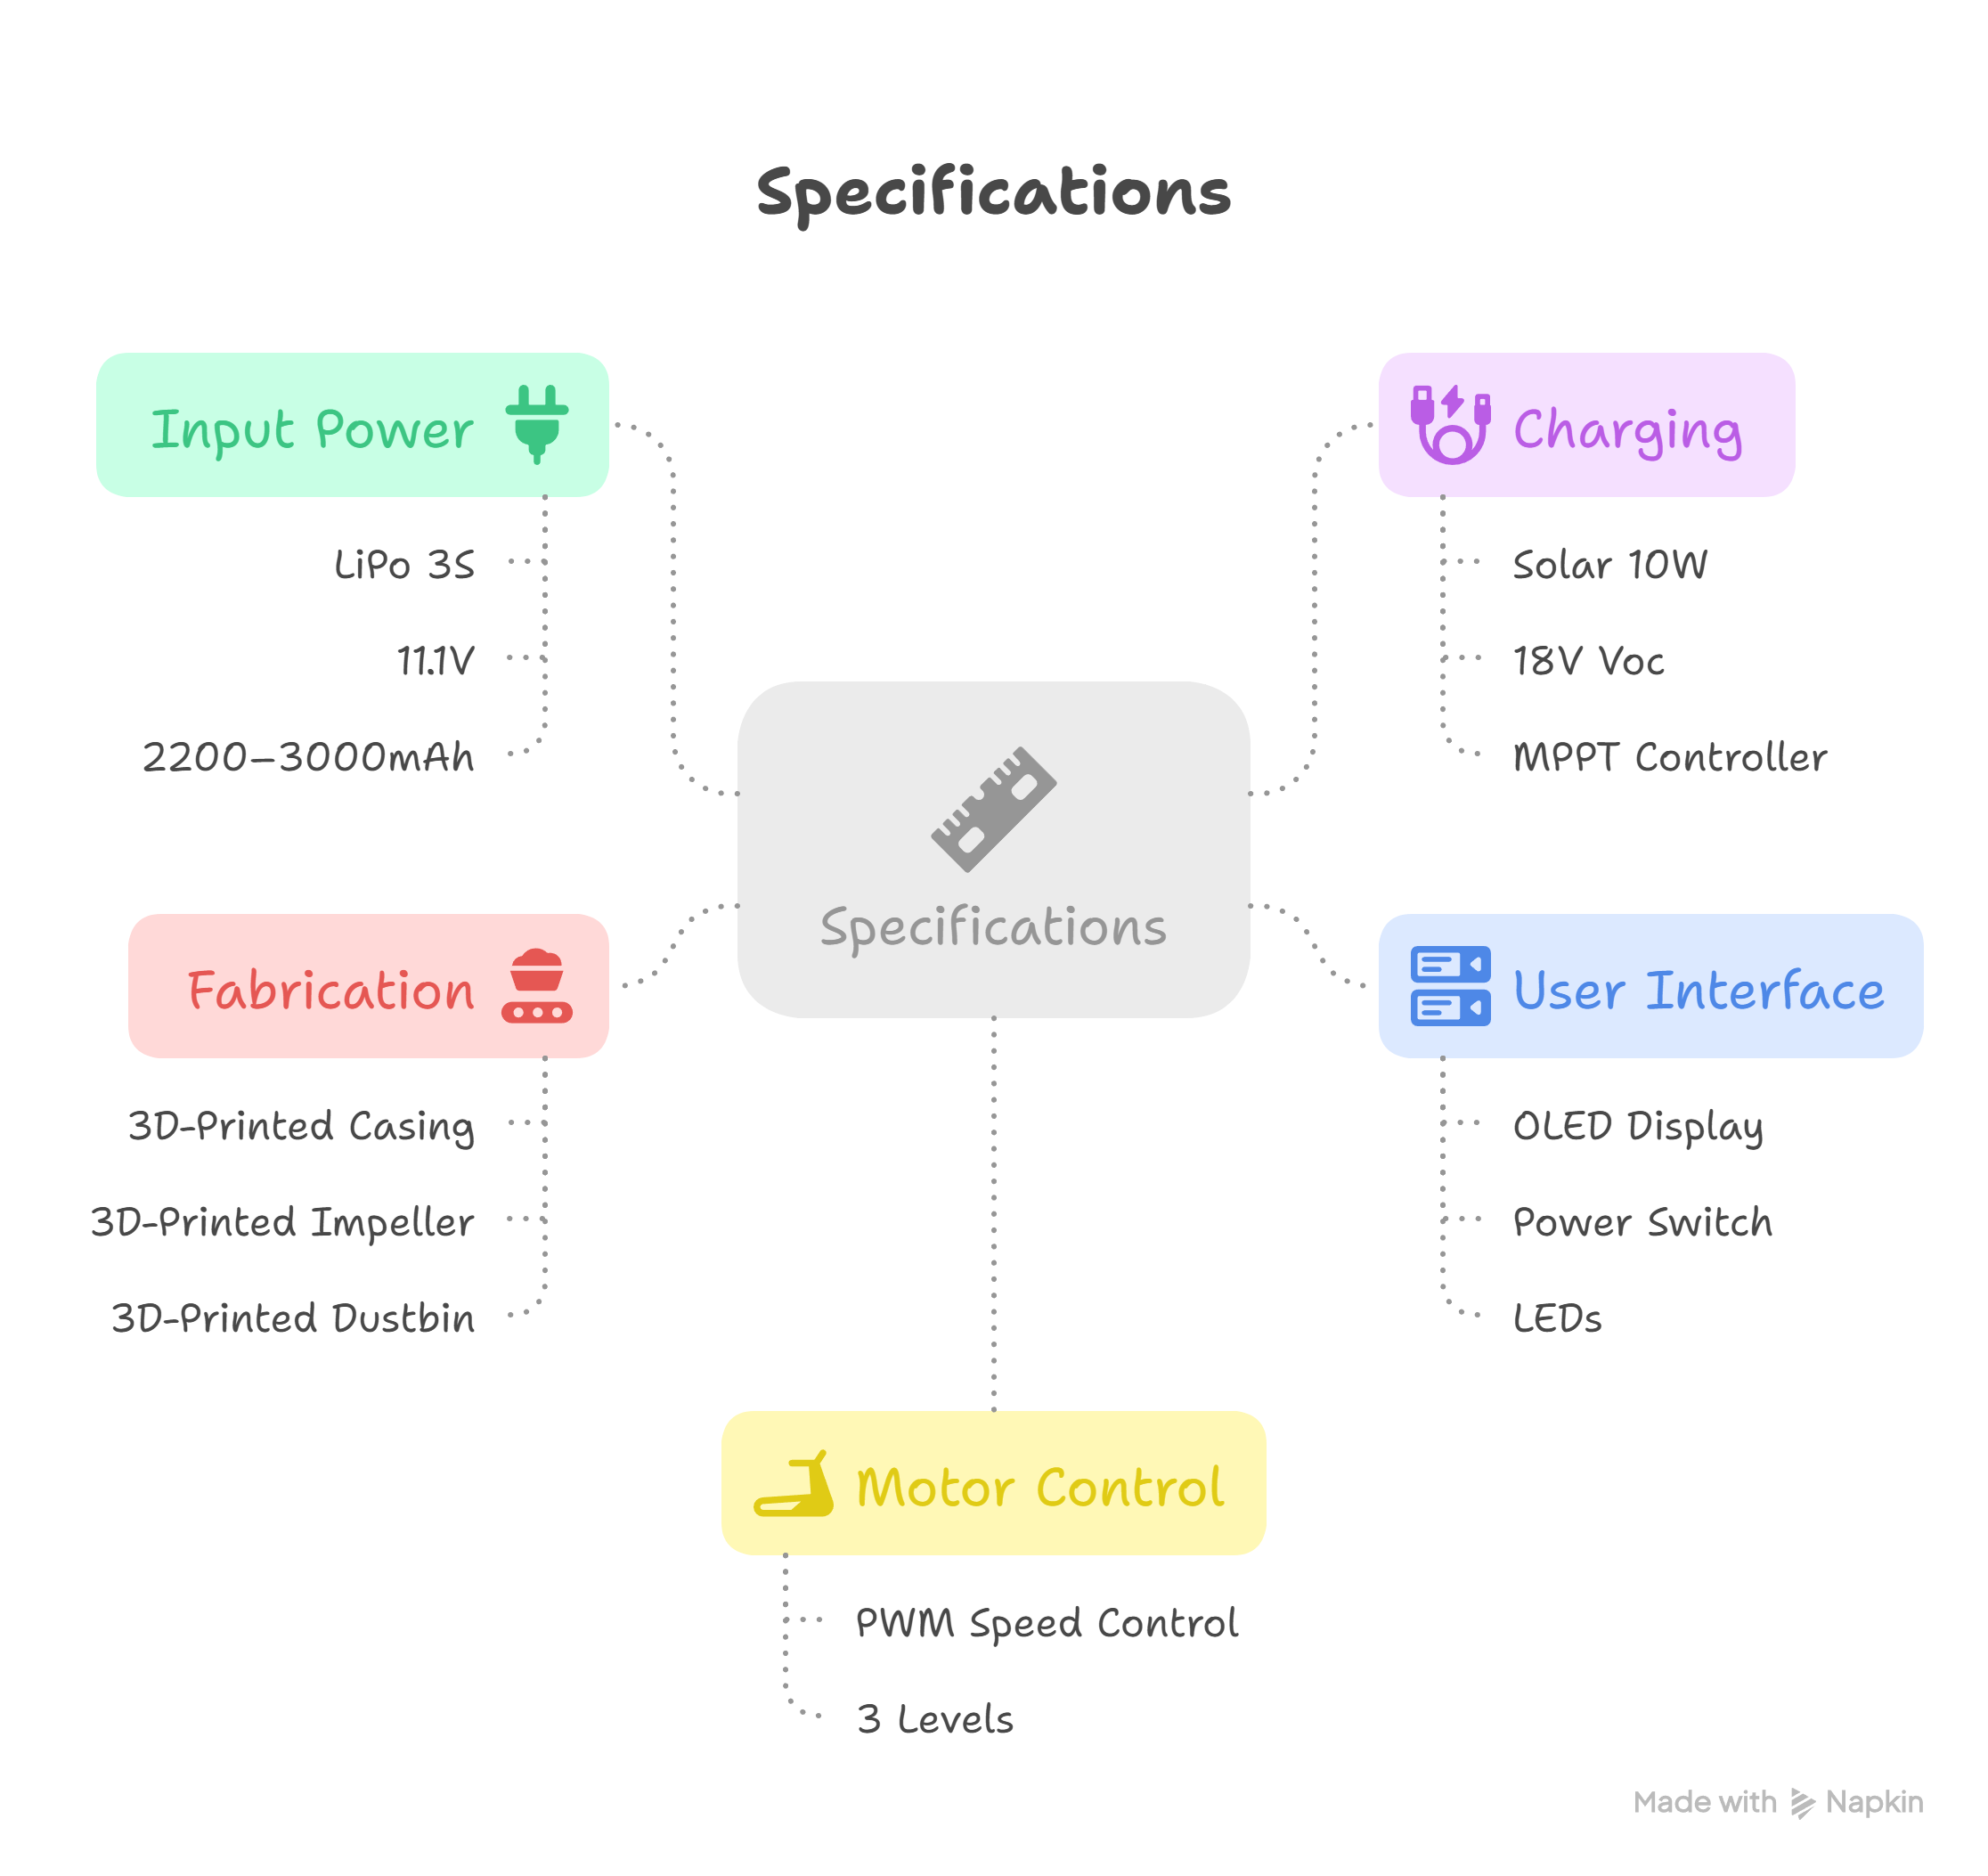 Specifications
Input Power
LiPo 3S
11.1V
2200–3000mAh
Charging
Solar 10W
18V Voc
MPPT Controller
Specifications
Fabrication
3D-Printed Casing
3D-Printed Impeller
3D-Printed Dustbin
User Interface
OLED Display
Power Switch
LEDs
Motor Control
PWM Speed Control
3 Levels
Made with Napkin